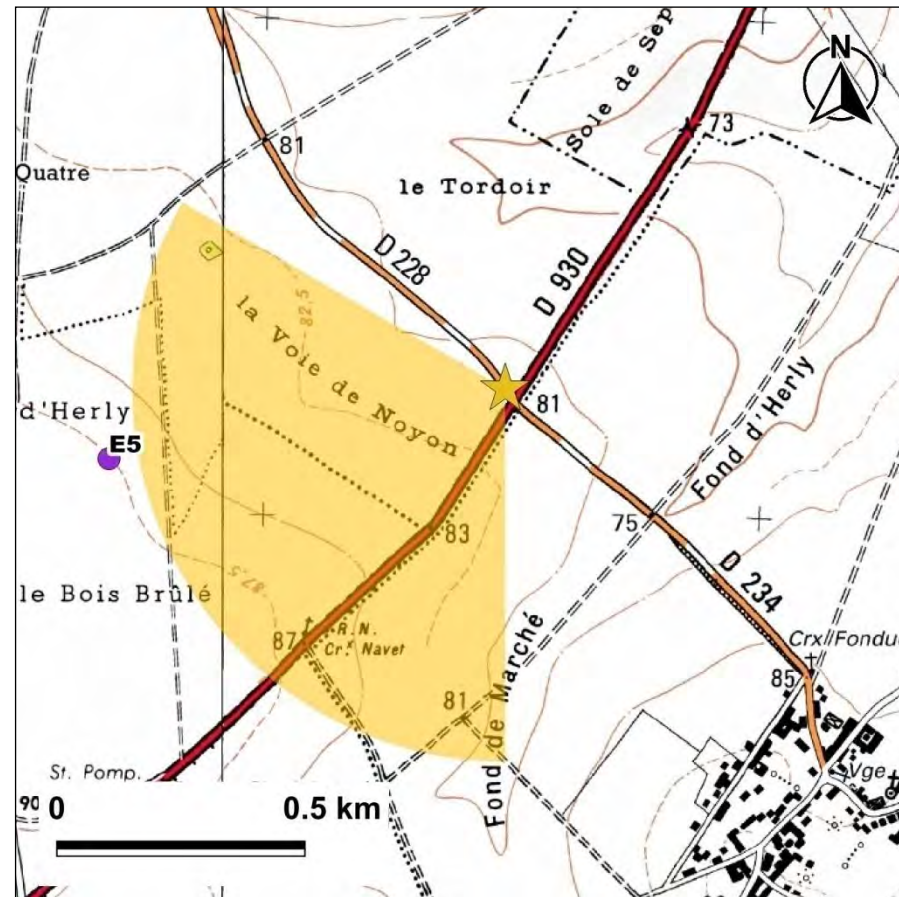 N
Sole de Sep
73
81
Quatre
le Tordoir
D 228
D 930
82,5
la Voie de Noyon
81
d'Herly
E5
Fond d'Herly
75
83
87,5
le Bois Brûlé
D 234
87
R.N.
Cr.x Navet
Fond de Marché
Crx Fondue
85
81
St. Pomp.
Vge
90
0
0.5 km